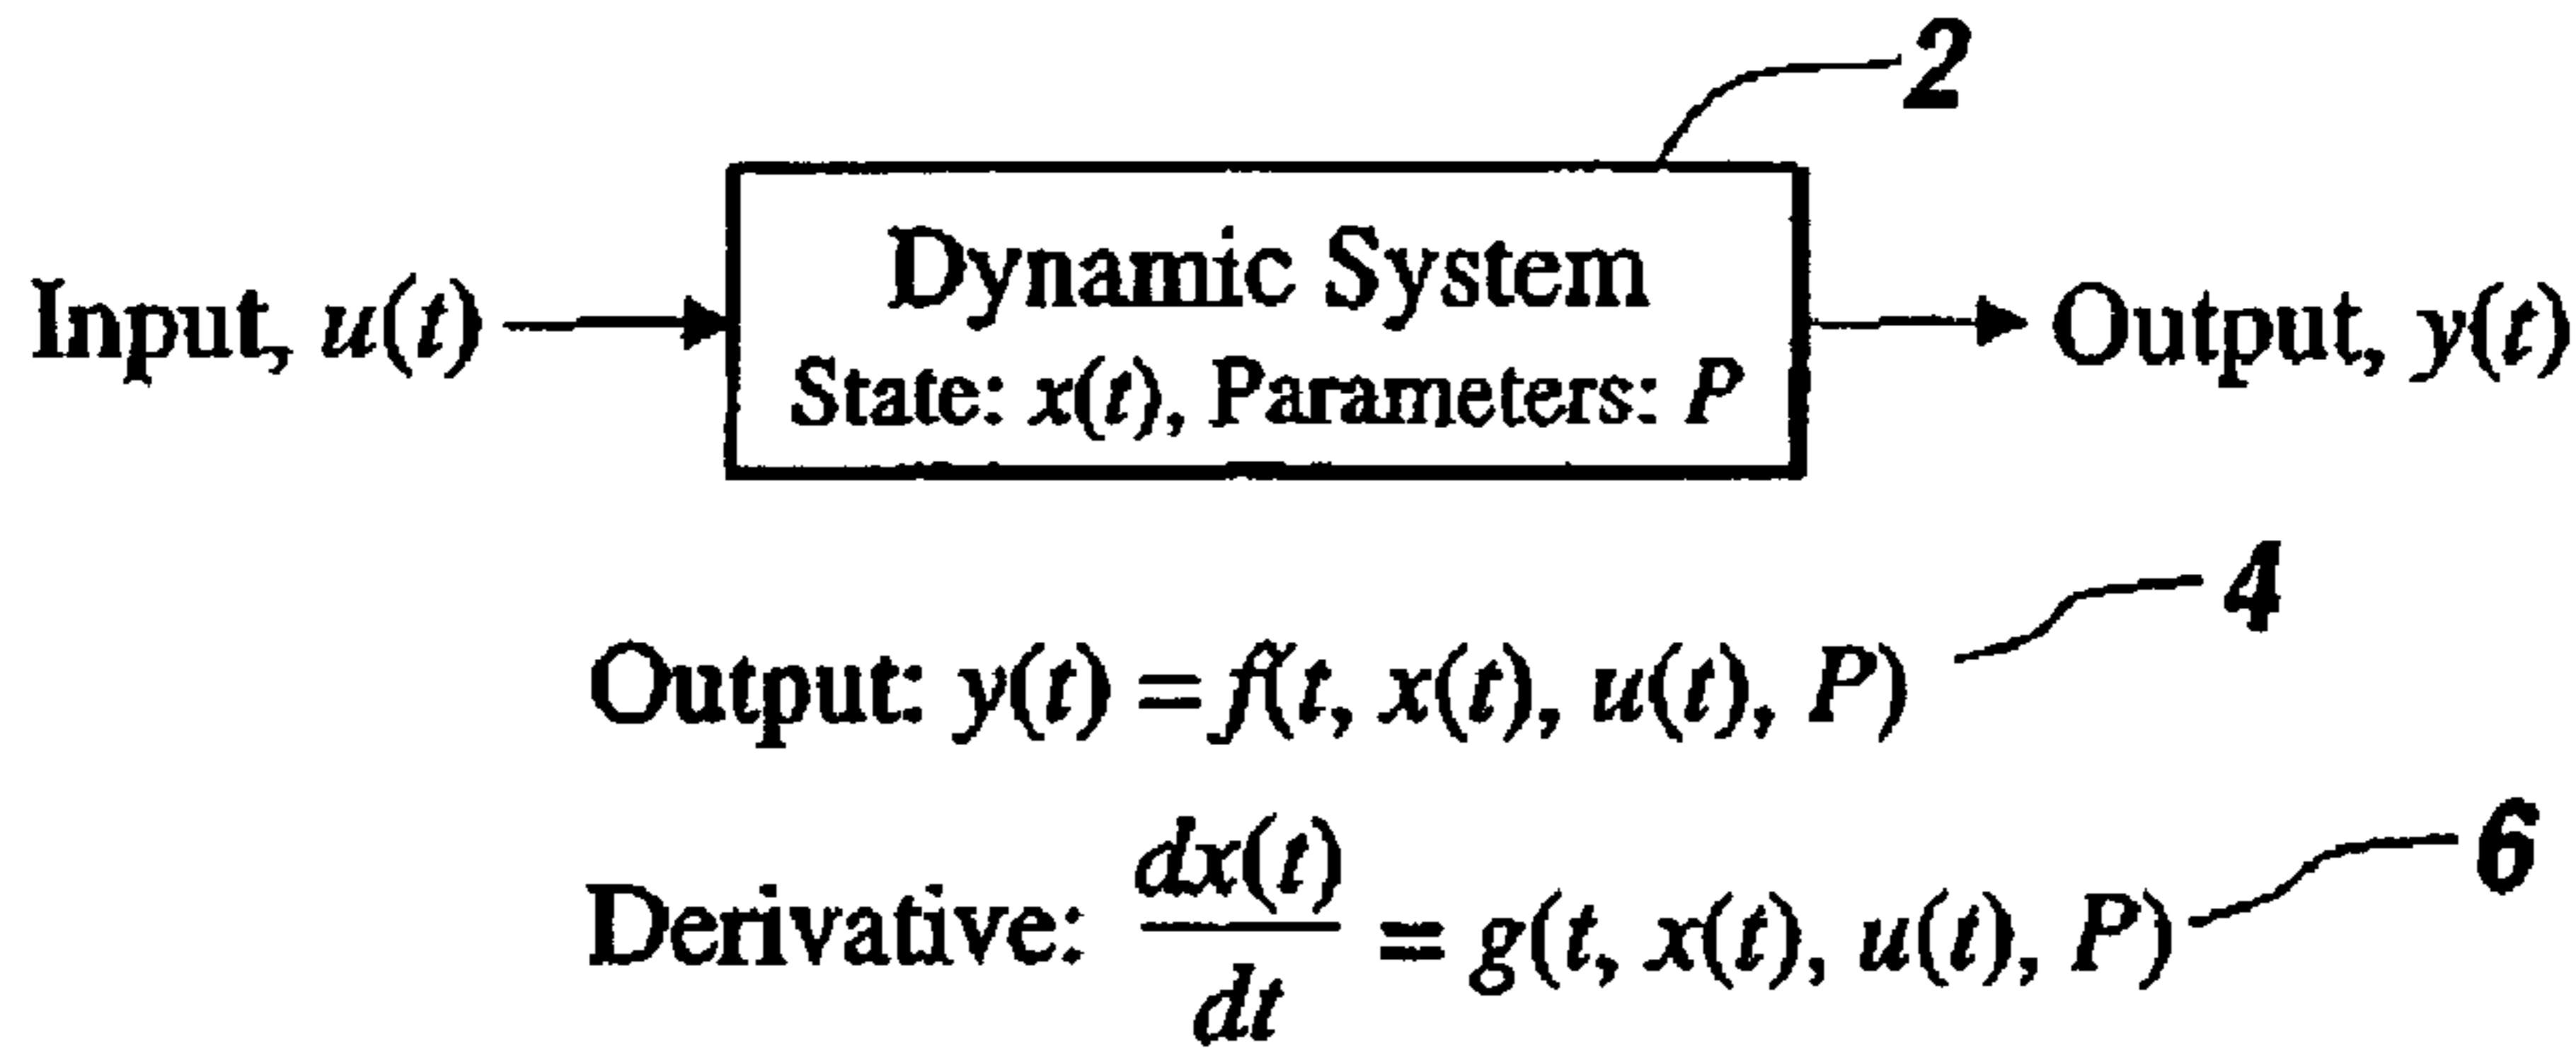 2
Dynamic System
Input, u(t)
Output, y(t)
State: x(t), Parameters: P
4
Output: y(t) = f(t, x(t), u(t), P)
6
Derivative: dx(t)/dt = g(t, x(t), u(t), P)